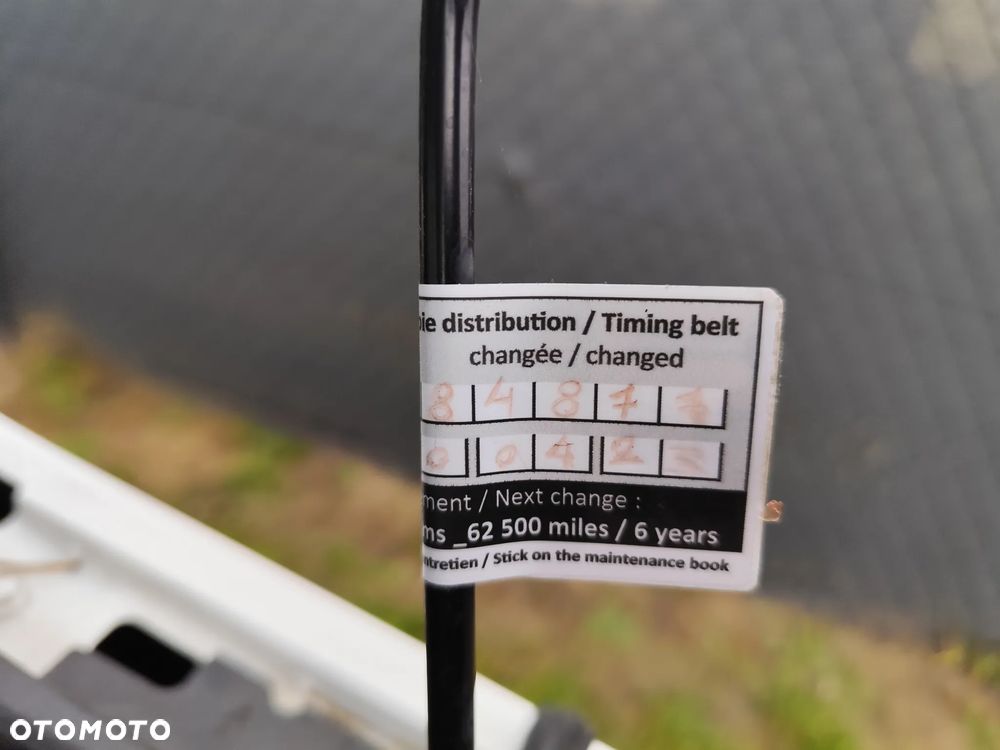 oie distribution / Timing belt
changée / changed
8 4 8 7
0 0 4 2
ment / Next change :
ms _62 500 miles / 6 years
ntretien / Stick on the maintenance book
OTOMOTO